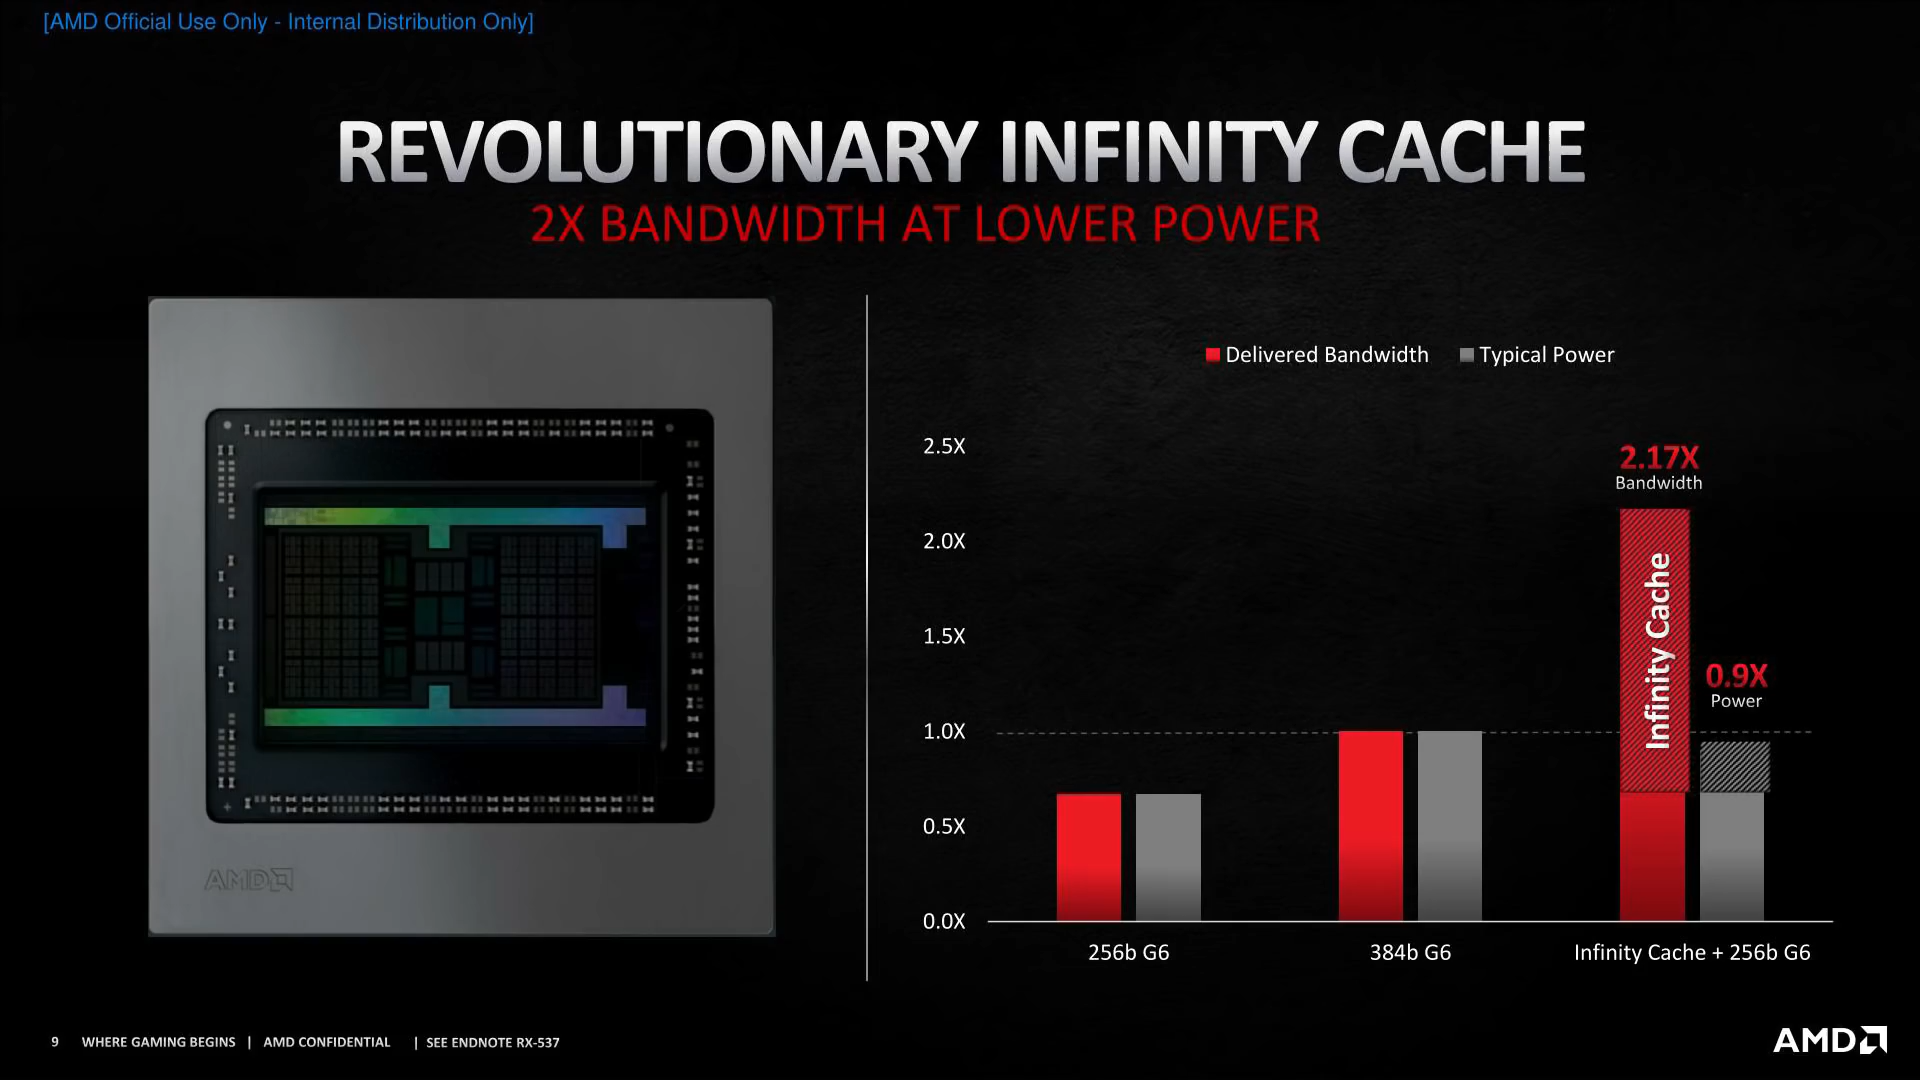 [AMD Official Use Only - Internal Distribution Only]
REVOLUTIONARY INFINITY CACHE
2X BANDWIDTH AT LOWER POWER
AMD
Delivered Bandwidth
Typical Power
2.5X
2.0X
1.5X
1.0X
0.5X
0.0X
2.17X
Bandwidth
Infinity Cache
0.9X
Power
256b G6
384b G6
Infinity Cache + 256b G6
9 WHERE GAMING BEGINS | AMD CONFIDENTIAL | SEE ENDNOTE RX-537
AMD